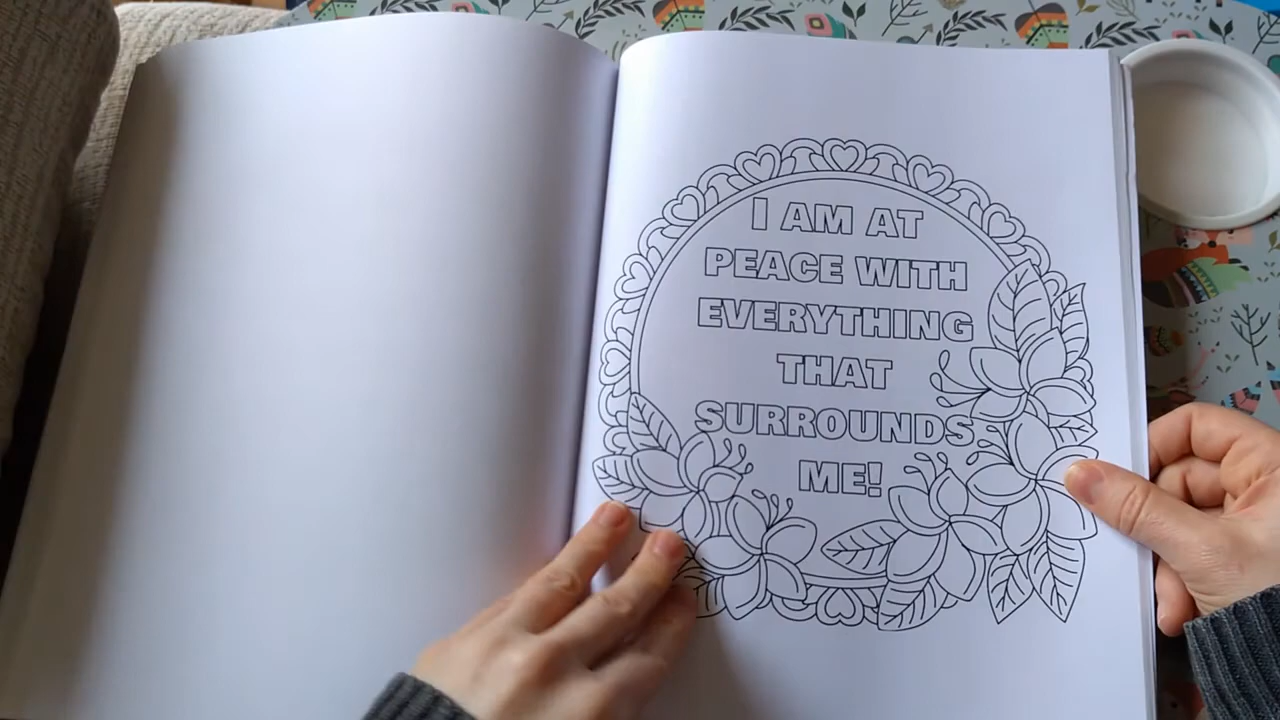 I AM AT
PEACE WITH
EVERYTHING
THAT
SURROUNDS
ME!